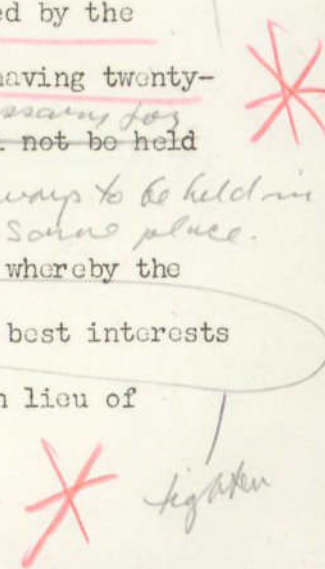 ed by the
having twenty-
ssary for
not be held
ways to be held in
Same place.
whereby the
best interests
n lieu of
tighten